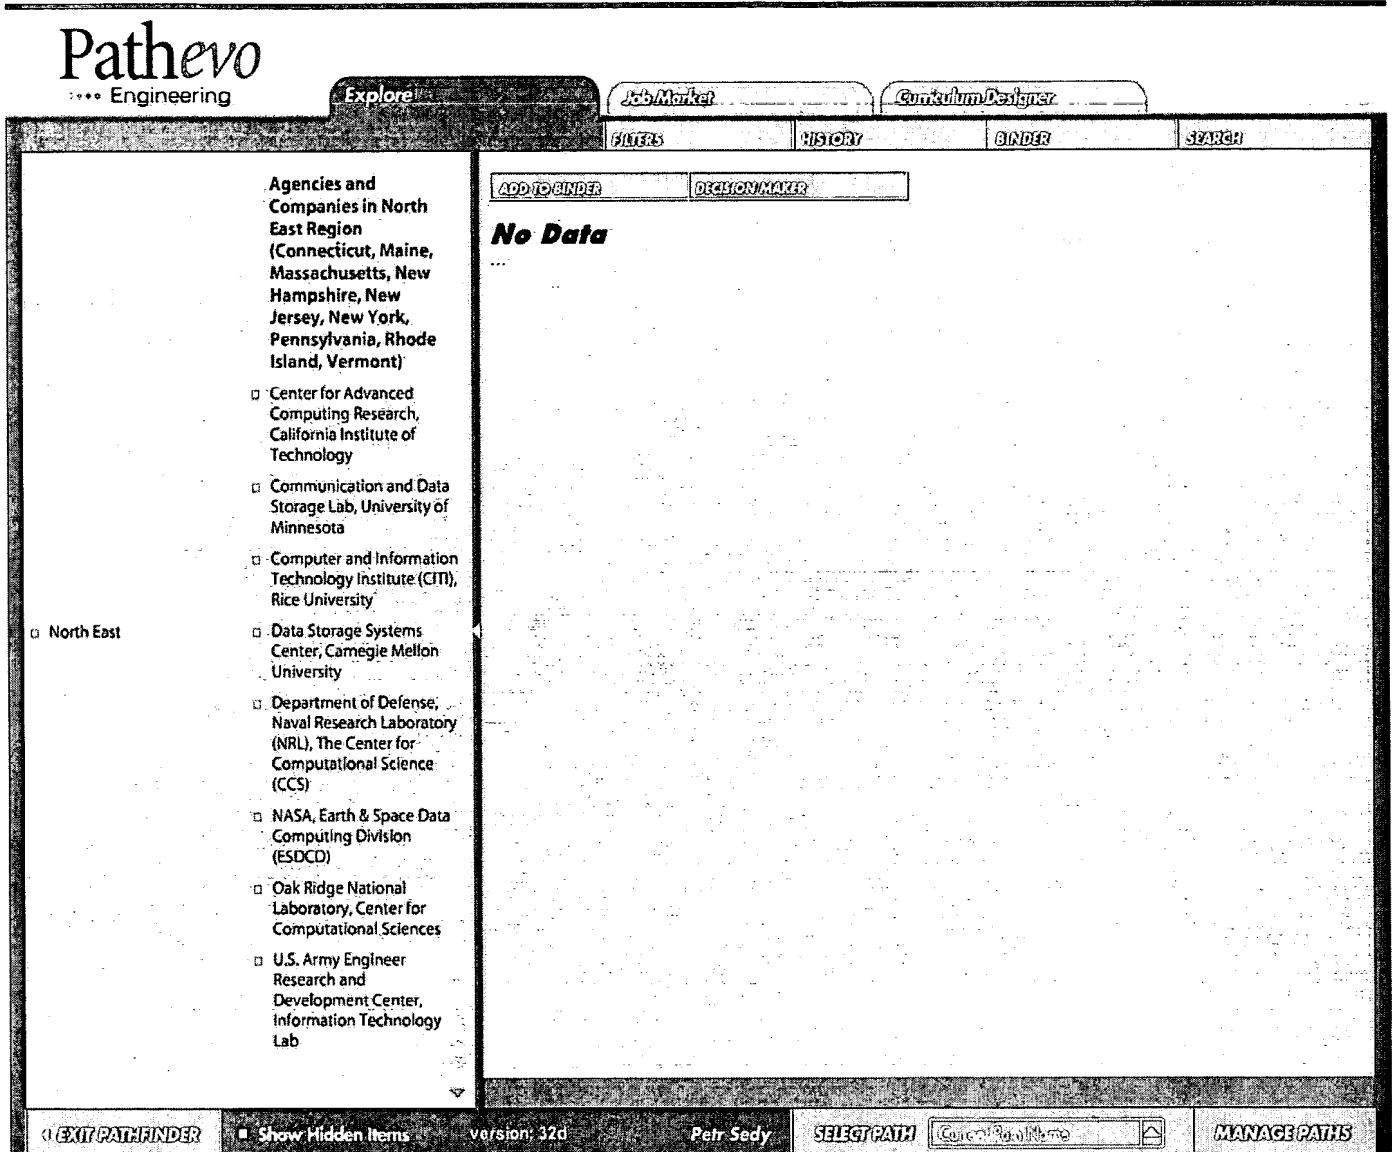 Pathevo
Engineering
Explore
Job Market
Curriculum Designer
FILTERS
HISTORY
BINDER
SEARCH
Agencies and
Companies in North
East Region
(Connecticut, Maine,
Massachusetts, New
Hampshire, New
Jersey, New York,
Pennsylvania, Rhode
Island, Vermont)
Center for Advanced
Computing Research,
California Institute of
Technology
Communication and Data
Storage Lab, University of
Minnesota
Computer and Information
Technology Institute (CITI),
Rice University
North East
Data Storage Systems
Center, Carnegie Mellon
University
Department of Defense,
Naval Research Laboratory
(NRL), The Center for
Computational Science
(CCS)
NASA, Earth & Space Data
Computing Division
(ESDCD)
Oak Ridge National
Laboratory, Center for
Computational Sciences
U.S. Army Engineer
Research and
Development Center,
Information Technology
Lab
ADD TO BINDER
DECISION MAKER
No Data
...
EXIT PATHFINDER
Show Hidden Items
version: 32d
Petr Sedy
SELECT PATH
Current Path Name
MANAGE PATHS